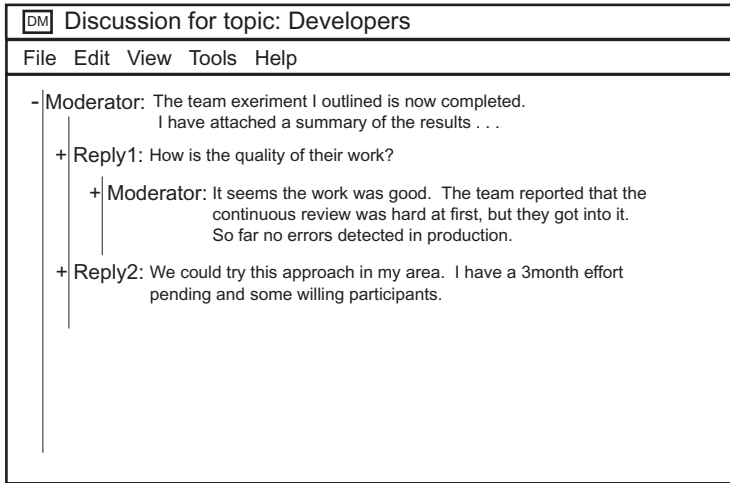 DM Discussion for topic: Developers
File Edit View Tools Help
- Moderator: The team exeriment I outlined is now completed.
I have attached a summary of the results . . .
+ Reply1: How is the quality of their work?
+ Moderator: It seems the work was good. The team reported that the
continuous review was hard at first, but they got into it.
So far no errors detected in production.
+ Reply2: We could try this approach in my area. I have a 3month effort
pending and some willing participants.